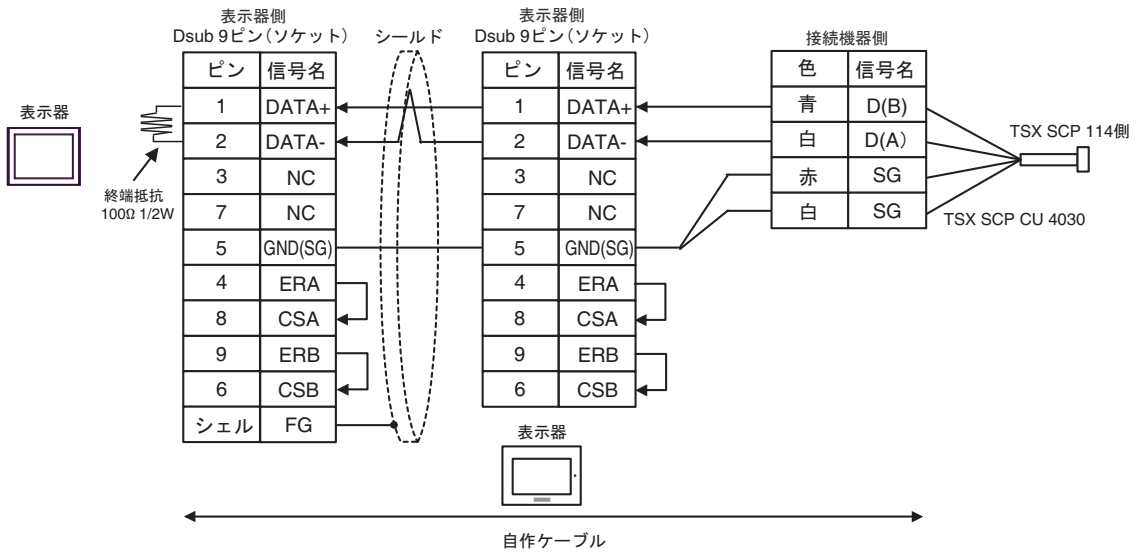 表示器側
Dsub 9ピン(ソケット)
シールド
表示器側
Dsub 9ピン(ソケット)
接続機器側
ピン 信号名
1 DATA+
2 DATA-
3 NC
7 NC
5 GND(SG)
4 ERA
8 CSA
9 ERB
6 CSB
シェル FG
ピン 信号名
1 DATA+
2 DATA-
3 NC
7 NC
5 GND(SG)
4 ERA
8 CSA
9 ERB
6 CSB
色 信号名
青 D(B)
白 D(A)
赤 SG
白 SG
TSX SCP 114側
TSX SCP CU 4030
表示器
終端抵抗
100Ω 1/2W
表示器
自作ケーブル